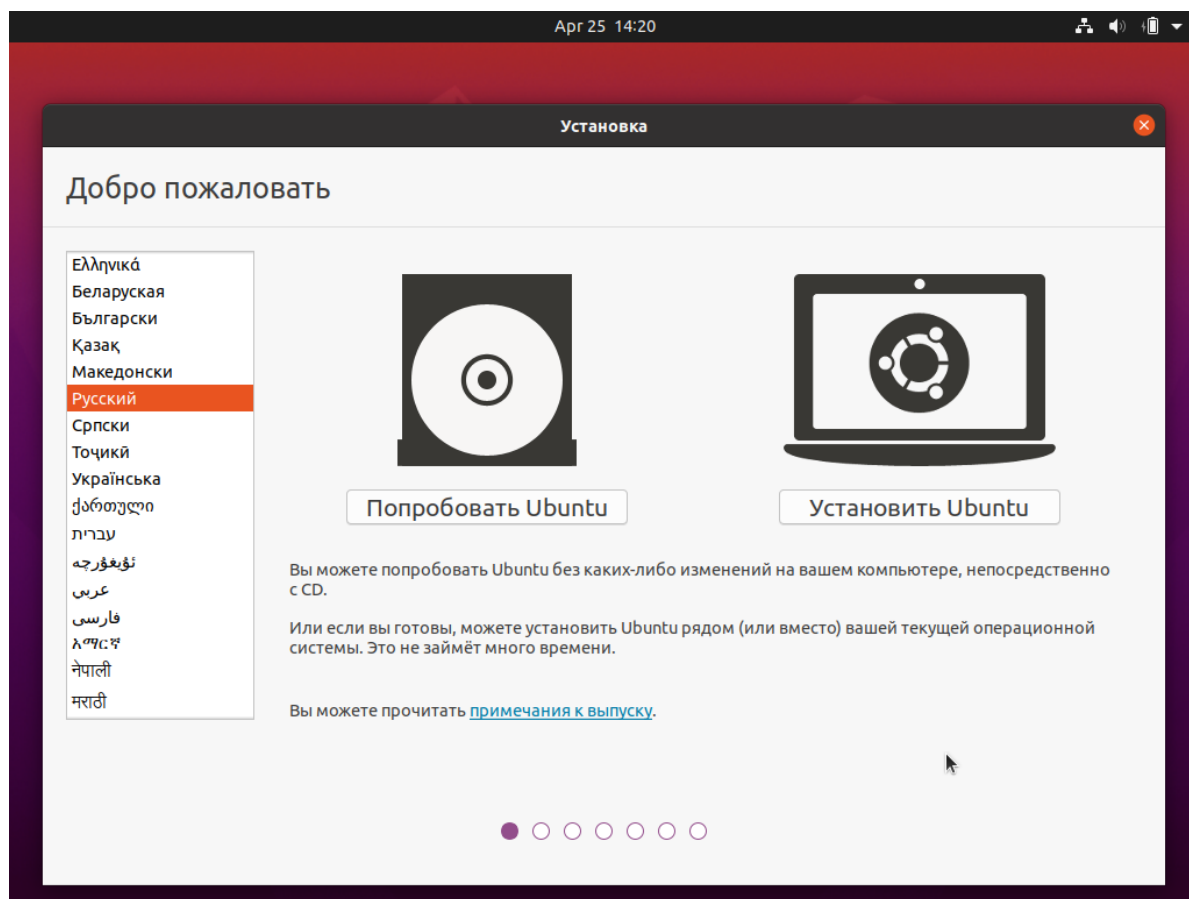 Apr 25 14:20
Установка
Добро пожаловать
Ελληνικά
Беларуская
Български
Қазақ
Македонски
Русский
Српски
Тоҷикӣ
Українська
ქართული
עברית
ئۇيغۇرچە
عربي
فارسی
አማርኛ
नेपाली
मराठी
Попробовать Ubuntu
Установить Ubuntu
Вы можете попробовать Ubuntu без каких-либо изменений на вашем компьютере, непосредственно
с CD.
Или если вы готовы, можете установить Ubuntu рядом (или вместо) вашей текущей операционной
системы. Это не займёт много времени.
Вы можете прочитать примечания к выпуску.